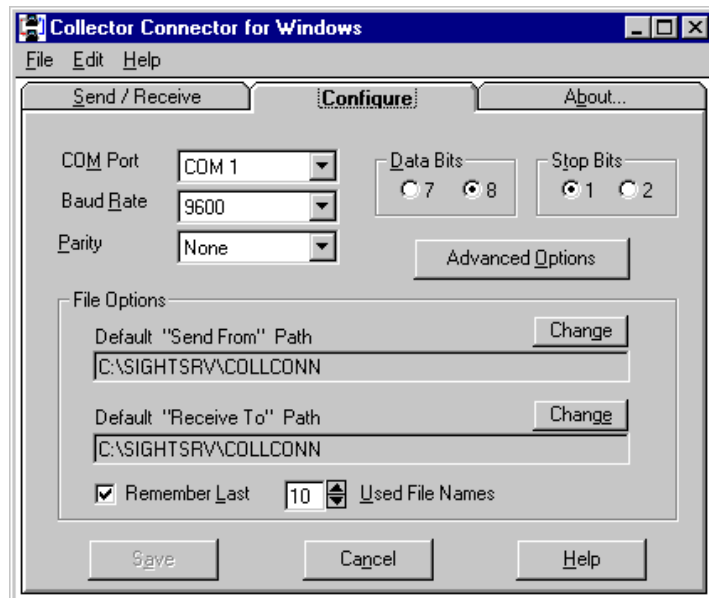 Collector Connector for Windows
File Edit Help
Send / Receive Configure About...
COM Port COM 1
Baud Rate 9600
Parity None
Data Bits
7 8
Stop Bits
1 2
Advanced Options
File Options
Default "Send From" Path Change
C:\SIGHTSRV\COLLCONN
Default "Receive To" Path Change
C:\SIGHTSRV\COLLCONN
Remember Last 10 Used File Names
Save Cancel Help